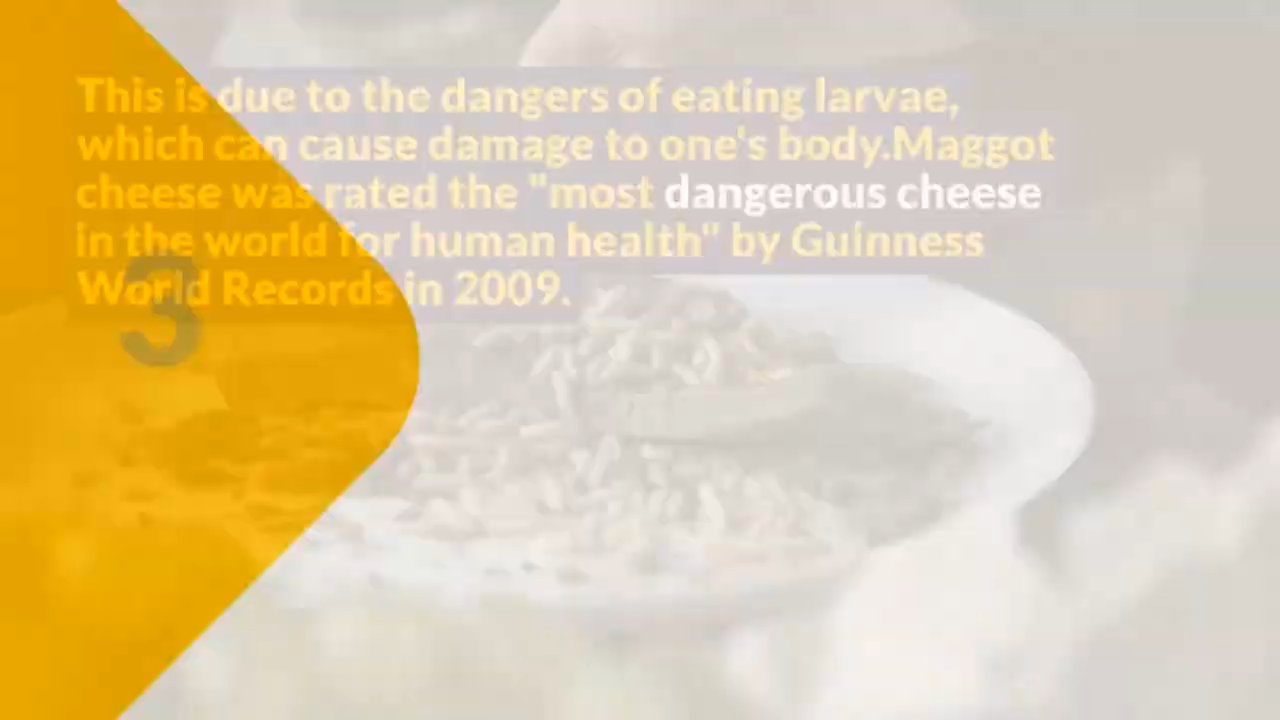 This is due to the dangers of eating larvae,
which can cause damage to one's body.Maggot
cheese was rated the "most dangerous cheese
in the world for human health" by Guinness
World Records in 2009.
3